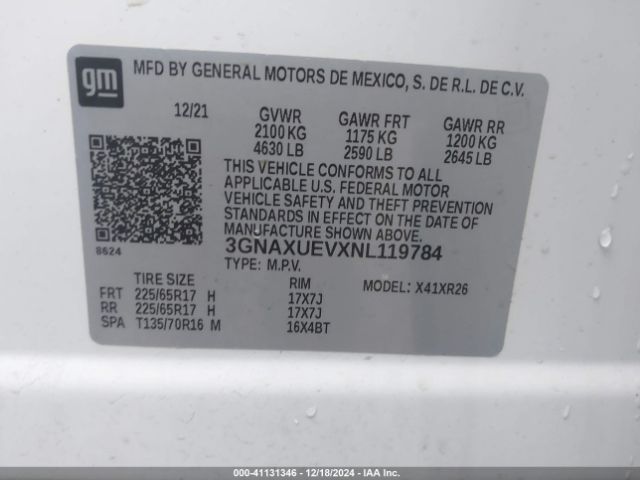 gm
MFD BY GENERAL MOTORS DE MEXICO, S. DE R.L. DE C.V.
12/21 GVWR GAWR FRT GAWR RR
2100 KG 1175 KG 1200 KG
4630 LB 2590 LB 2645 LB
THIS VEHICLE CONFORMS TO ALL
APPLICABLE U.S. FEDERAL MOTOR
VEHICLE SAFETY AND THEFT PREVENTION
STANDARDS IN EFFECT ON THE DATE OF
MANUFACTURE SHOWN ABOVE.
8624 3GNAXUEVXNL119784
TYPE: M.P.V.
TIRE SIZE RIM MODEL: X41XR26
FRT 225/65R17 H 17X7J
RR 225/65R17 H 17X7J
SPA T135/70R16 M 16X4BT
000-41131346 - 12/18/2024 - IAA Inc.